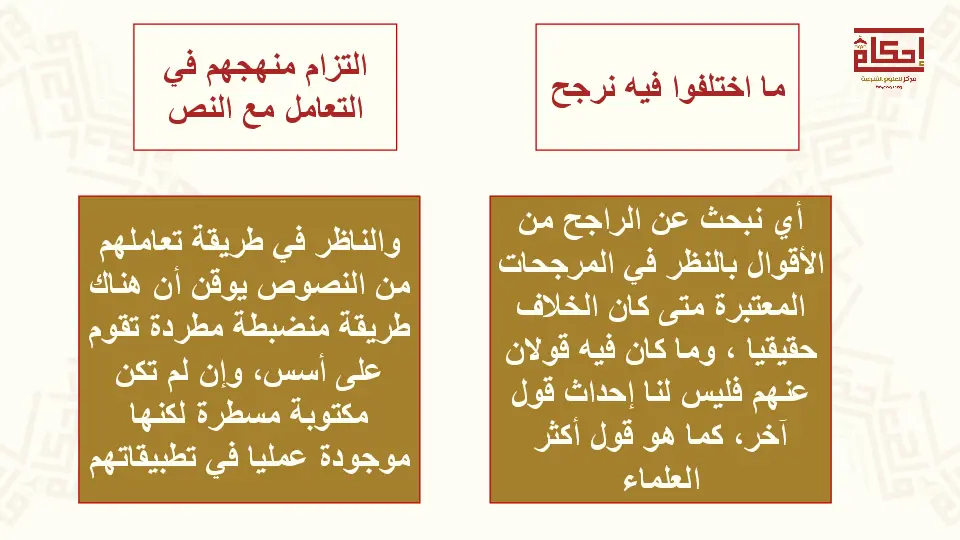 إحكام
مركز للعلوم الشرعية
ما اختلفوا فيه نرجح
أي نبحث عن الراجح من
الأقوال بالنظر في المرجحات
المعتبرة متى كان الخلاف
حقيقيا ، وما كان فيه قولان
عنهم فليس لنا إحداث قول
آخر، كما هو قول أكثر
العلماء
التزام منهجهم في
التعامل مع النص
والناظر في طريقة تعاملهم
من النصوص يوقن أن هناك
طريقة منضبطة مطردة تقوم
على أسس، وإن لم تكن
مكتوبة مسطرة لكنها
موجودة عمليا في تطبيقاتهم